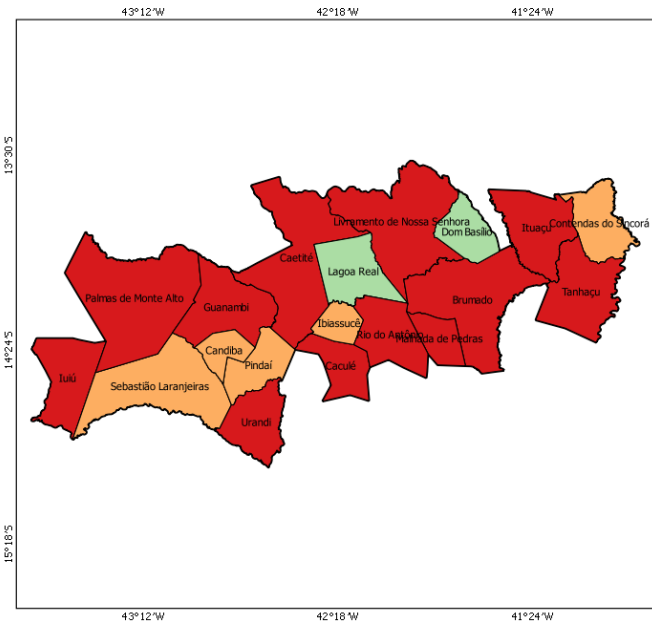 43°12'W 42°18'W 41°24'W
13°30'S
14°24'S
15°18'S
Livramento de Nossa Senhora
Dom Basílio
Ituaçu
Contendas do Sincorá
Caetité
Lagoa Real
Tanhaçu
Palmas de Monte Alto
Guanambi
Brumado
Ibiassucê
Rio do Antônio
Malhada de Pedras
Candiba
Pindaí
Caculé
Iuiú
Sebastião Laranjeiras
Urandi
43°12'W 42°18'W 41°24'W